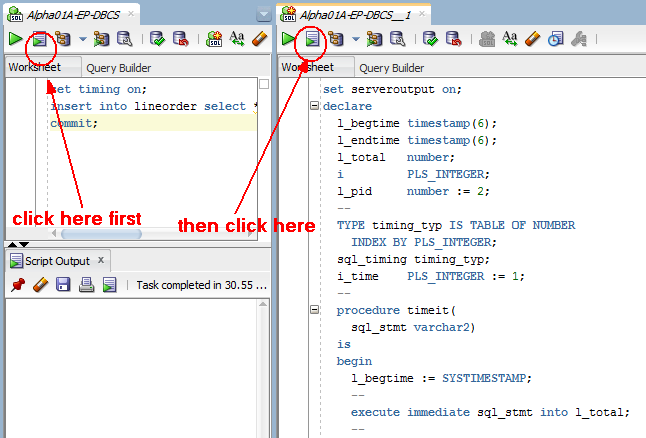 Alpha01A-EP-DBCS
SQL
Worksheet
Query Builder
set timing on;
insert into lineorder select *
commit;
click here first
Script Output
Task completed in 30.55 ...
Alpha01A-EP-DBCS__1
SQL
Worksheet
Query Builder
set serveroutput on;
declare
l_begtime timestamp(6);
l_endtime timestamp(6);
l_total number;
i PLS_INTEGER;
l_pid number := 2;
--
TYPE timing_typ IS TABLE OF NUMBER
INDEX BY PLS_INTEGER;
sql_timing timing_typ;
i_time PLS_INTEGER := 1;
--
procedure timeit(
sql_stmt varchar2)
is
begin
l_begtime := SYSTIMESTAMP;
--
execute immediate sql_stmt into l_total;
--
then click here